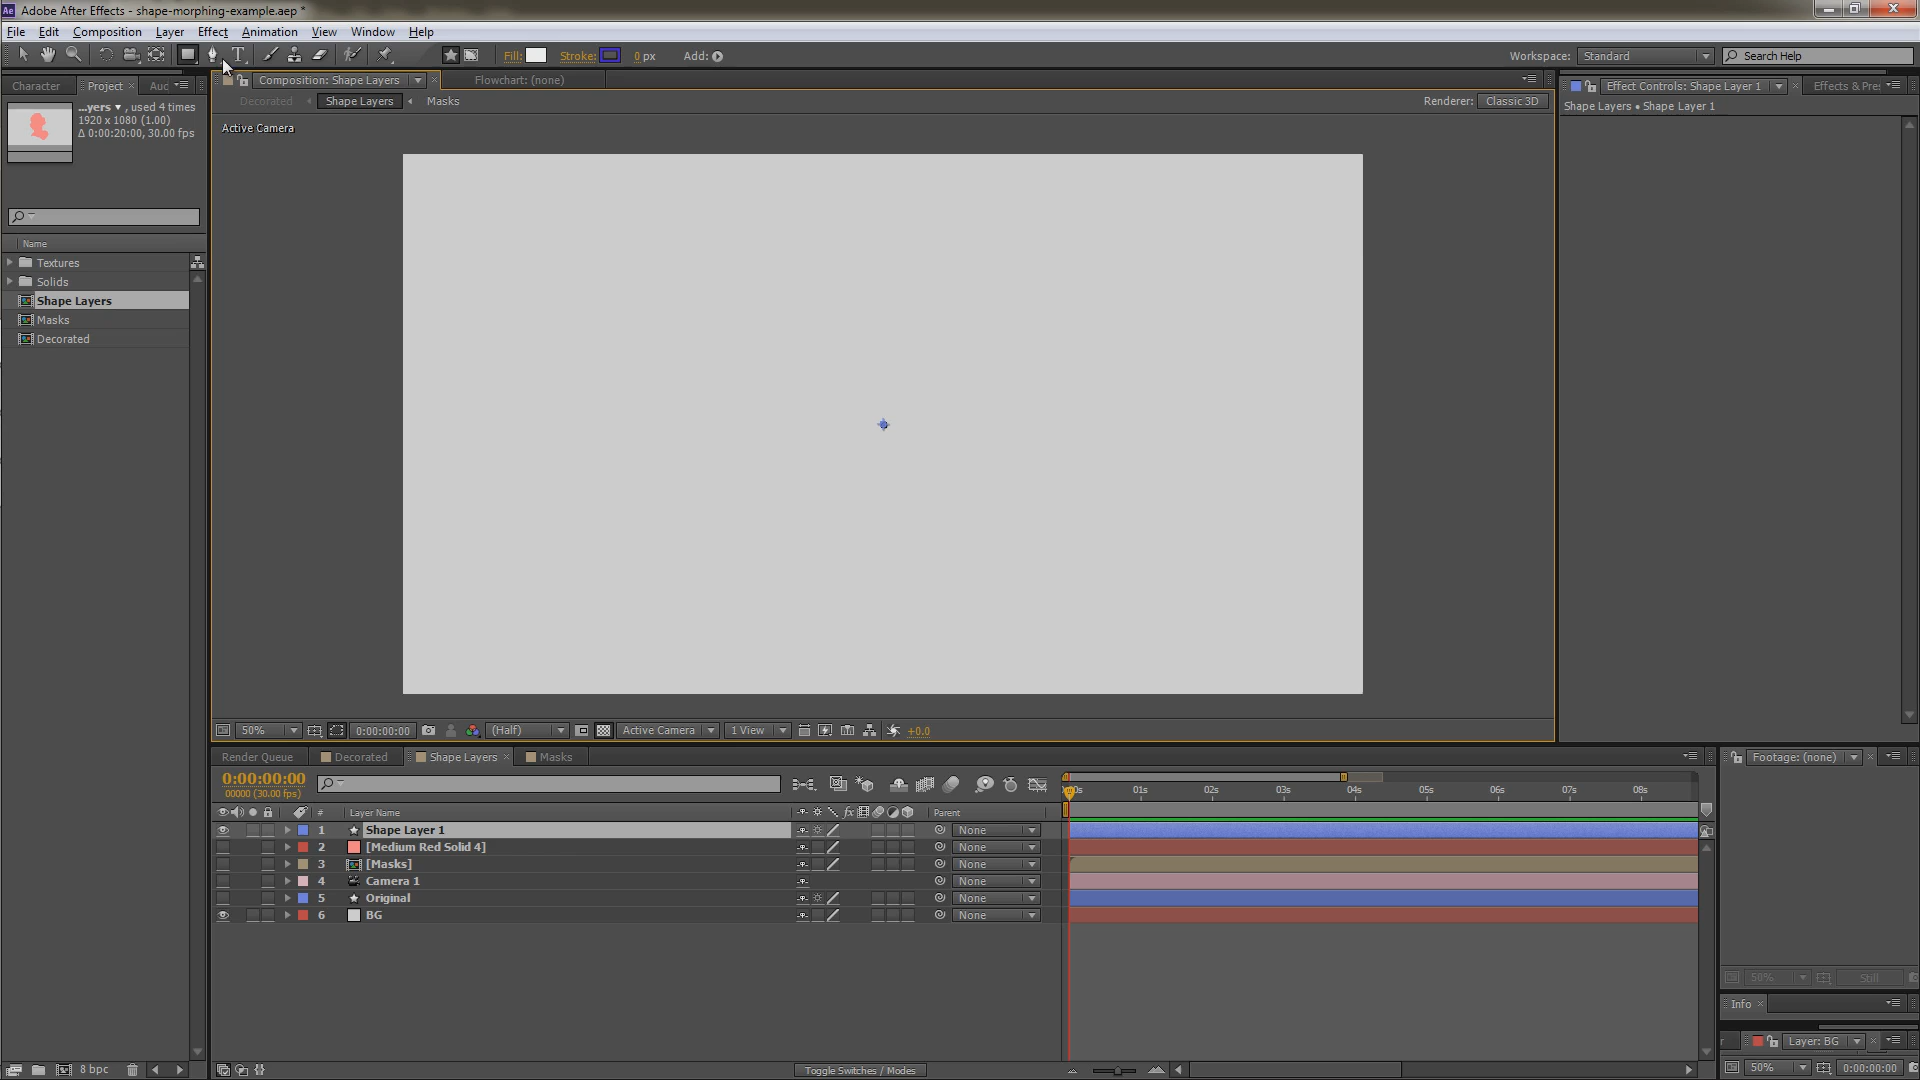 Ae Adobe After Effects - shape-morphing-example.aep *
File Edit Composition Layer Effect Animation View Window Help
Fill: Stroke: 0 px Add:
Workspace: Standard Search Help
Character Project × Auc
Composition: Shape Layers Flowchart: (none)
Effect Controls: Shape Layer 1 × Effects & Pre:
...yers ▾ , used 4 times
1920 x 1080 (1.00)
Δ 0:00:20:00, 30.00 fps
Decorated Shape Layers Masks
Renderer: Classic 3D
Shape Layers • Shape Layer 1
Active Camera
Name
Textures
Solids
Shape Layers
Masks
Decorated
50% 0:00:00:00 (Half) Active Camera 1 View +0.0
Render Queue Decorated Shape Layers × Masks
Footage: (none) ×
0:00:00:00
00000 (30.00 fps)
01s 02s 03s 04s 05s 06s 07s 08s
# Layer Name fx Parent
1 Shape Layer 1 None
2 [Medium Red Solid 4] None
3 [Masks] None
4 Camera 1 None
5 Original None
6 BG None
50% Still
Info ×
Layer: BG ×
8 bpc
Toggle Switches / Modes
50% 0:00:00:00